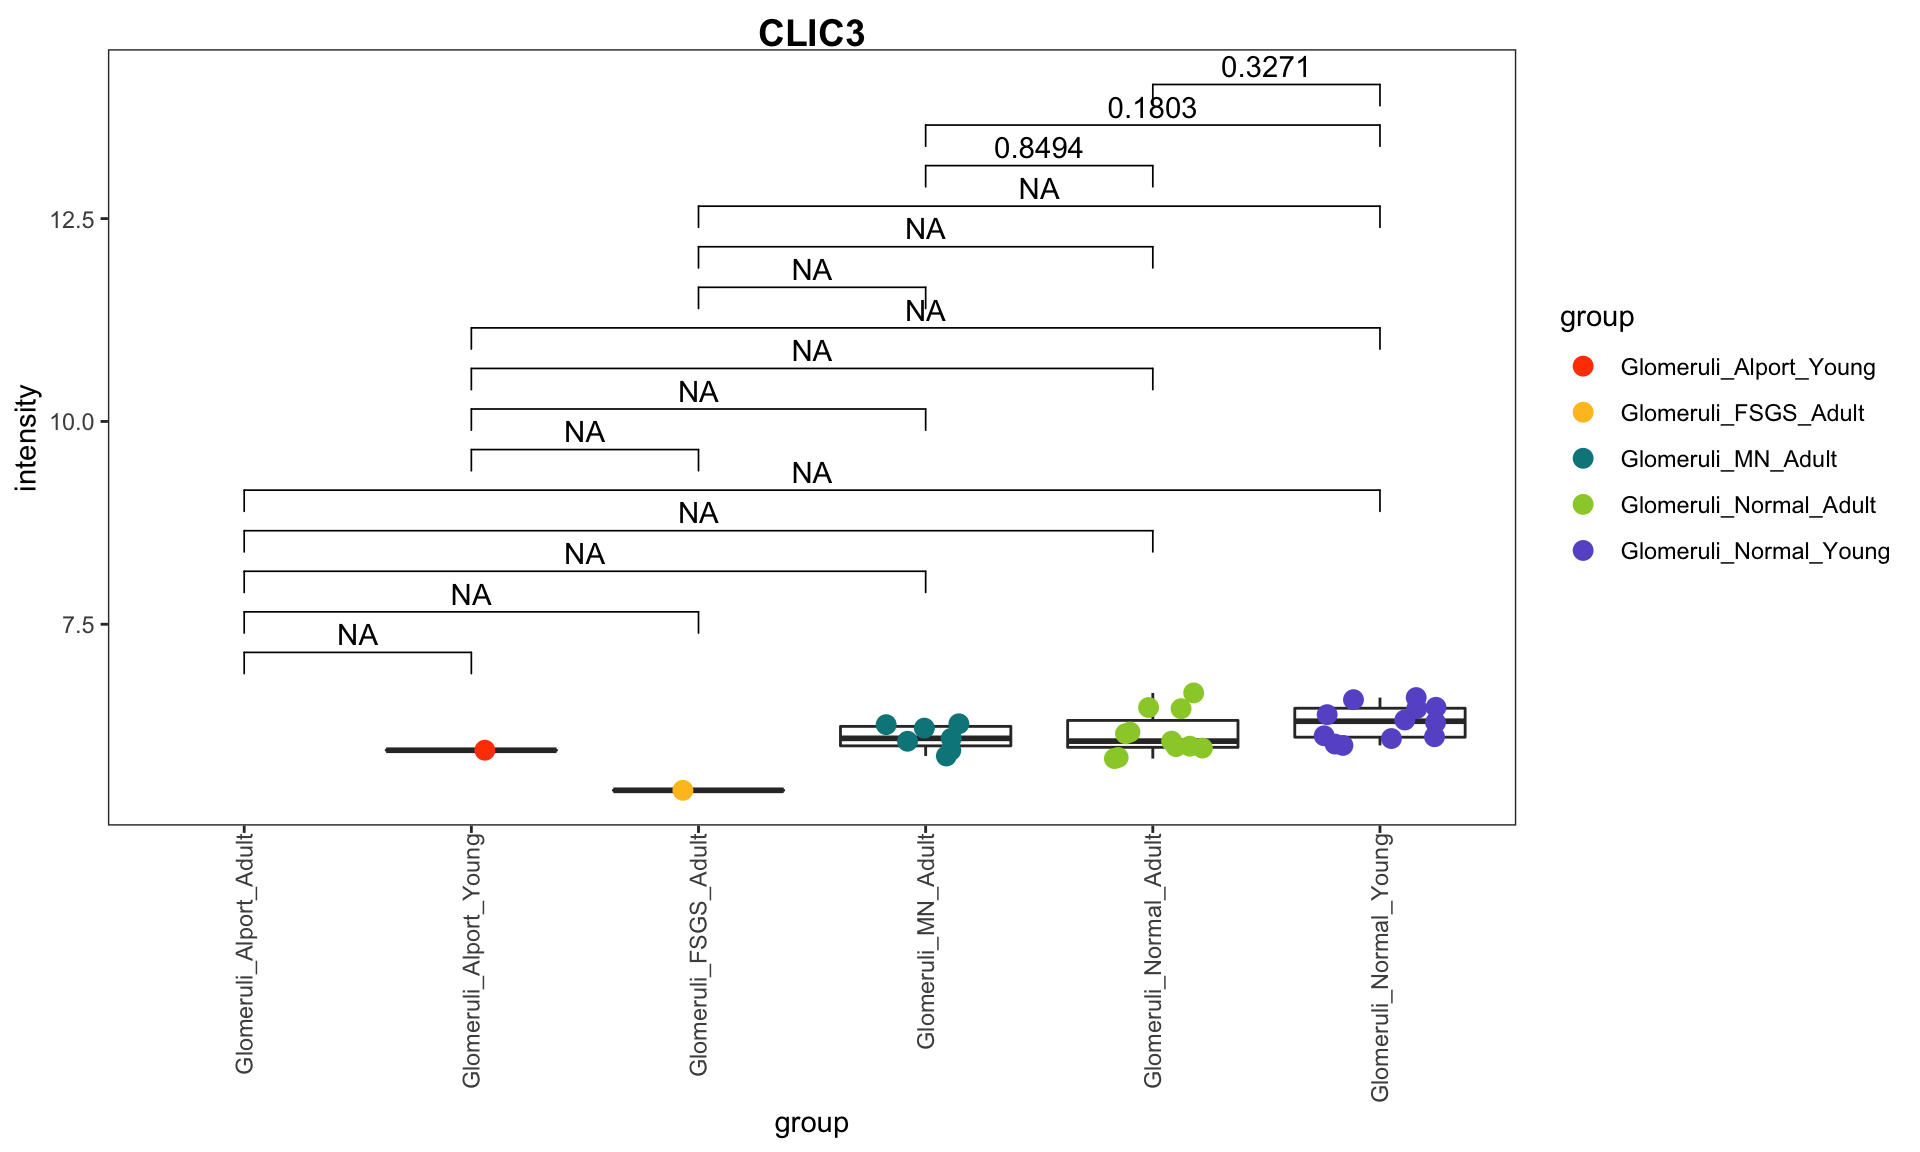 CLIC3
0.3271
0.1803
0.8494
NA
12.5
NA
NA
NA
NA
NA
10.0
NA
NA
NA
NA
NA
7.5
NA
intensity
Glomeruli_Alport_Adult
Glomeruli_Alport_Young
Glomeruli_FSGS_Adult
Glomeruli_MN_Adult
Glomeruli_Normal_Adult
Glomeruli_Normal_Young
group
group
Glomeruli_Alport_Young
Glomeruli_FSGS_Adult
Glomeruli_MN_Adult
Glomeruli_Normal_Adult
Glomeruli_Normal_Young